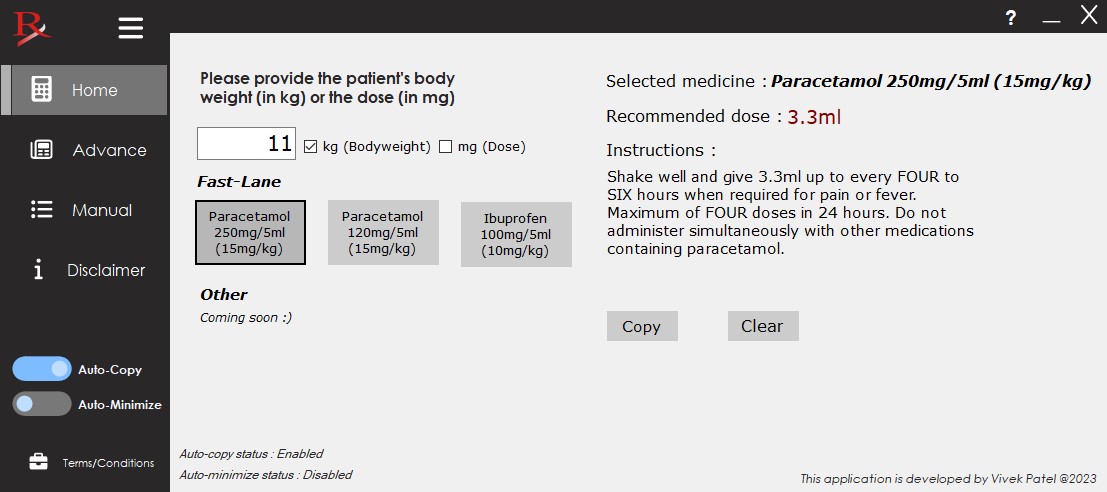 Rx
?
Home
Advance
Manual
Disclaimer
Auto-Copy
Auto-Minimize
Terms/Conditions
Please provide the patient's body
weight (in kg) or the dose (in mg)
11 kg (Bodyweight) mg (Dose)
Fast-Lane
Paracetamol
250mg/5ml
(15mg/kg)
Paracetamol
120mg/5ml
(15mg/kg)
Ibuprofen
100mg/5ml
(10mg/kg)
Other
Coming soon :)
Selected medicine : Paracetamol 250mg/5ml (15mg/kg)
Recommended dose : 3.3ml
Instructions :
Shake well and give 3.3ml up to every FOUR to
SIX hours when required for pain or fever.
Maximum of FOUR doses in 24 hours. Do not
administer simultaneously with other medications
containing paracetamol.
Copy
Clear
Auto-copy status : Enabled
Auto-minimize status : Disabled
This application is developed by Vivek Patel @2023